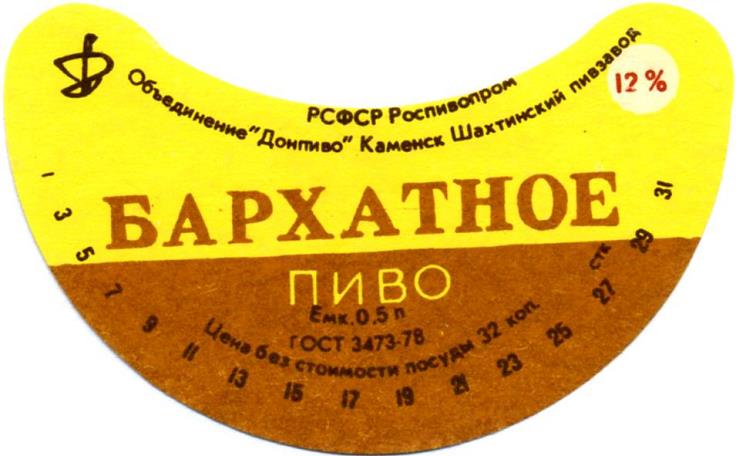 РСФСР Роспивопром
Объединение "Донпиво" Каменск Шахтинский пивзавод
12%
БАРХАТНОЕ
ПИВО
Емк. 0.5 л
ГОСТ 3473-78
Цена без стоимости посуды 32 коп.
1 3 5 7 9 11 13 15 17 19 21 23 25 27 29 31
стк